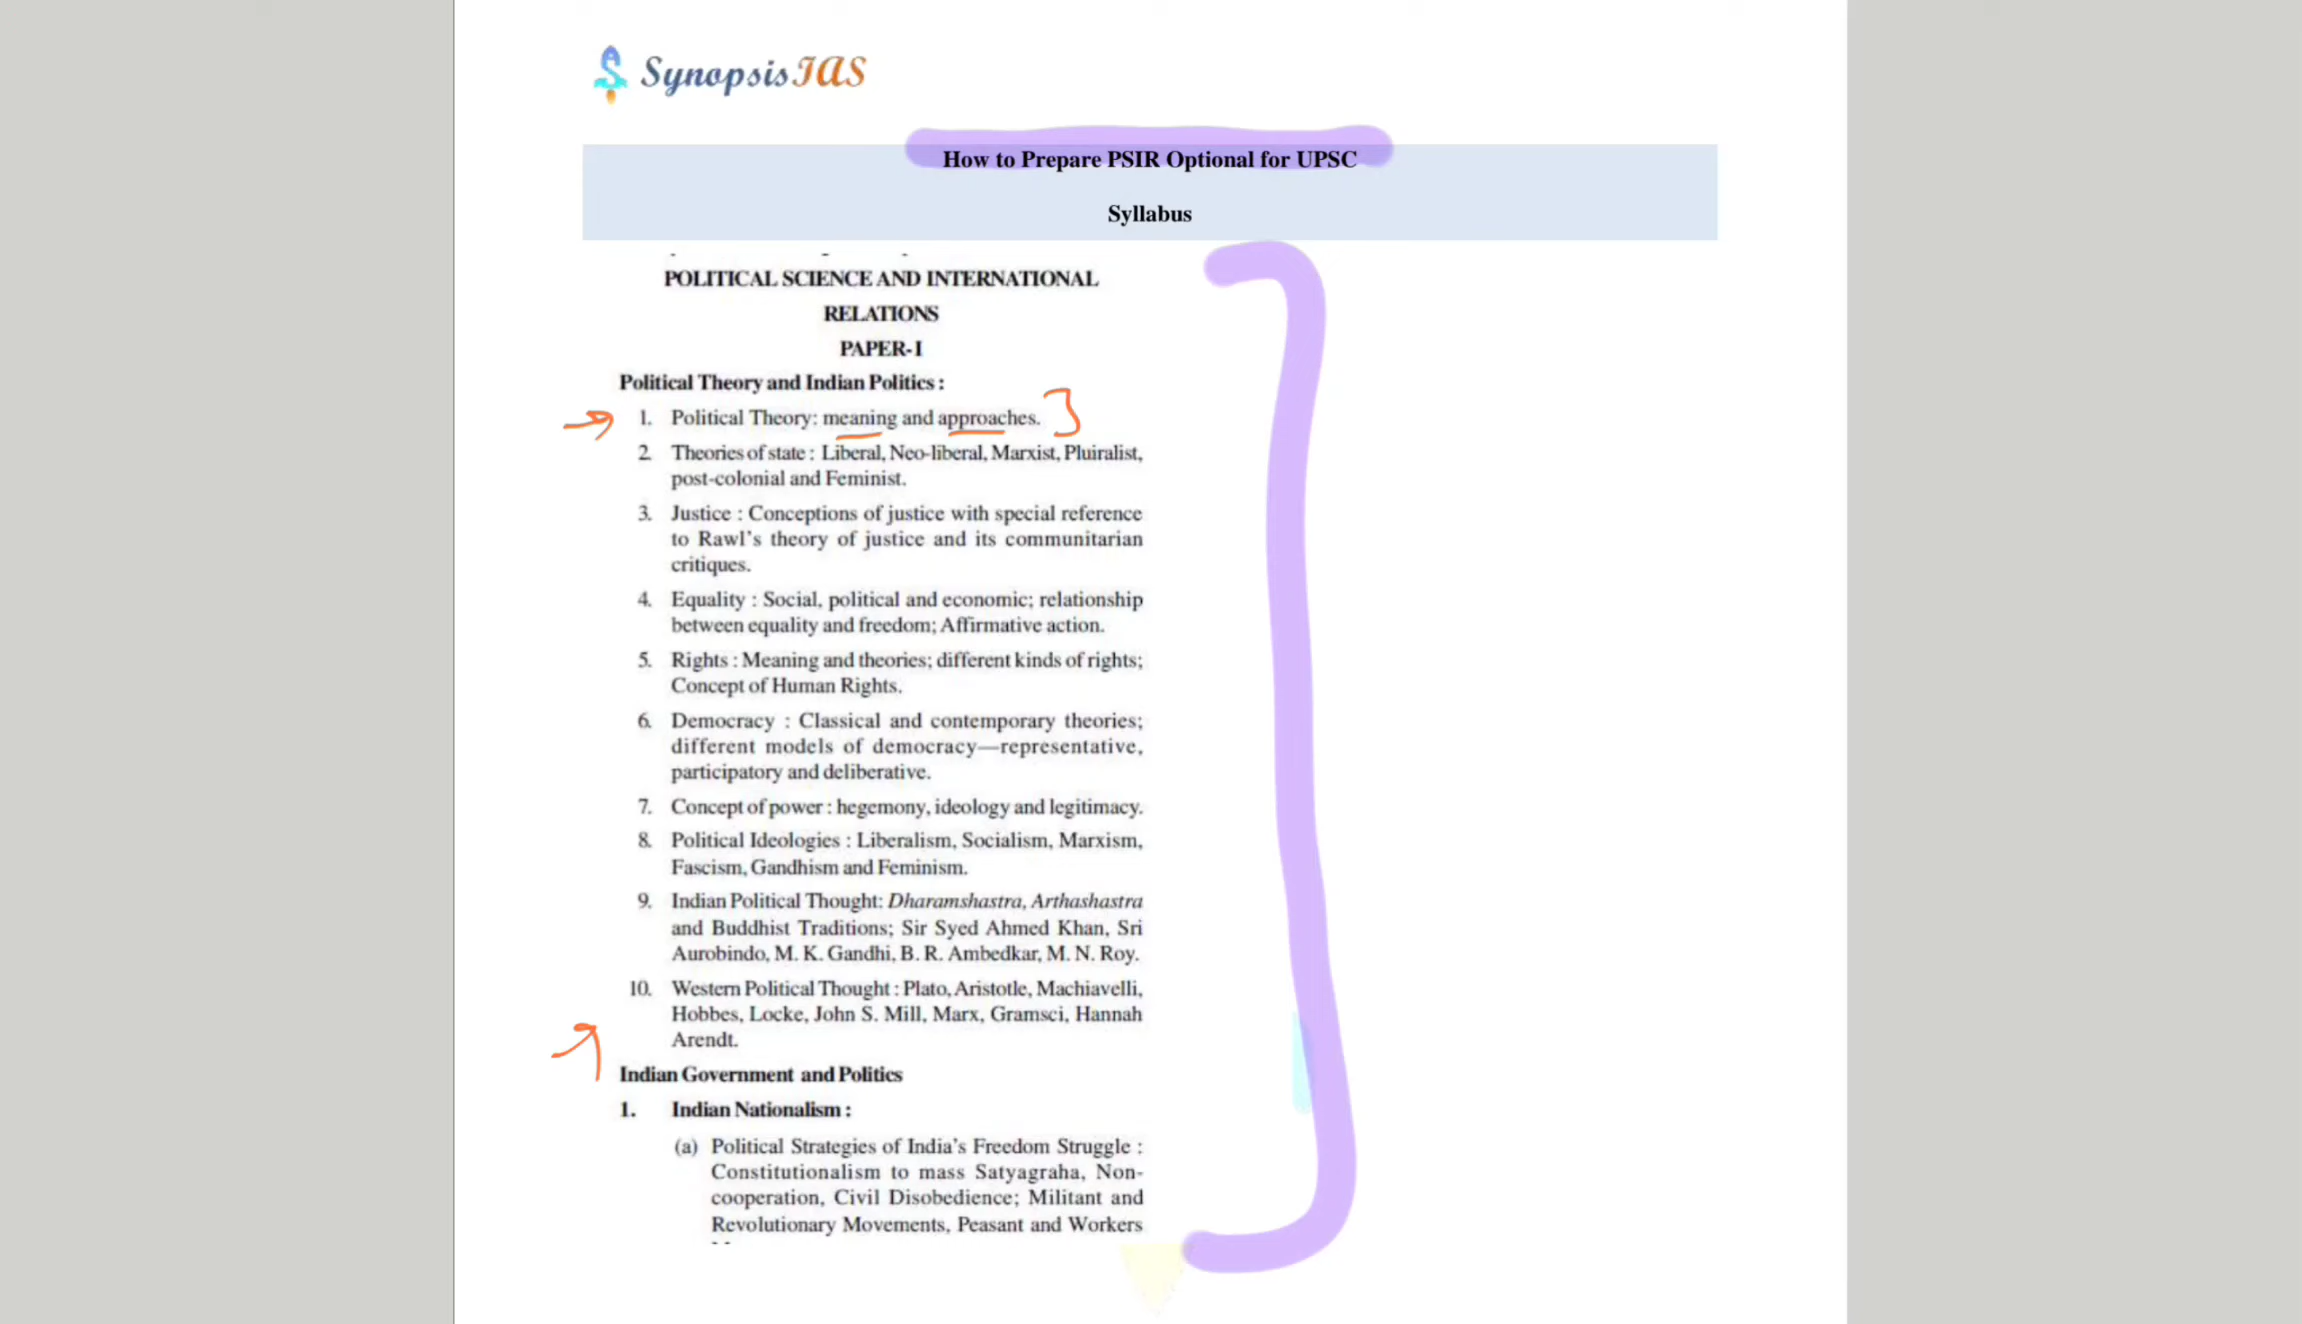 SynopsisIAS
How to Prepare PSIR Optional for UPSC
Syllabus
POLITICAL SCIENCE AND INTERNATIONAL
RELATIONS
PAPER-I
Political Theory and Indian Politics :
1. Political Theory: meaning and approaches.
2. Theories of state : Liberal, Neo-liberal, Marxist, Pluiralist,
post-colonial and Feminist.
3. Justice : Conceptions of justice with special reference
to Rawl's theory of justice and its communitarian
critiques.
4. Equality : Social, political and economic; relationship
between equality and freedom; Affirmative action.
5. Rights : Meaning and theories; different kinds of rights;
Concept of Human Rights.
6. Democracy : Classical and contemporary theories;
different models of democracy—representative,
participatory and deliberative.
7. Concept of power : hegemony, ideology and legitimacy.
8. Political Ideologies : Liberalism, Socialism, Marxism,
Fascism, Gandhism and Feminism.
9. Indian Political Thought: Dharamshastra, Arthashastra
and Buddhist Traditions; Sir Syed Ahmed Khan, Sri
Aurobindo, M. K. Gandhi, B. R. Ambedkar, M. N. Roy.
10. Western Political Thought : Plato, Aristotle, Machiavelli,
Hobbes, Locke, John S. Mill, Marx, Gramsci, Hannah
Arendt.
Indian Government and Politics
1. Indian Nationalism :
(a) Political Strategies of India's Freedom Struggle :
Constitutionalism to mass Satyagraha, Non-
cooperation, Civil Disobedience; Militant and
Revolutionary Movements, Peasant and Workers